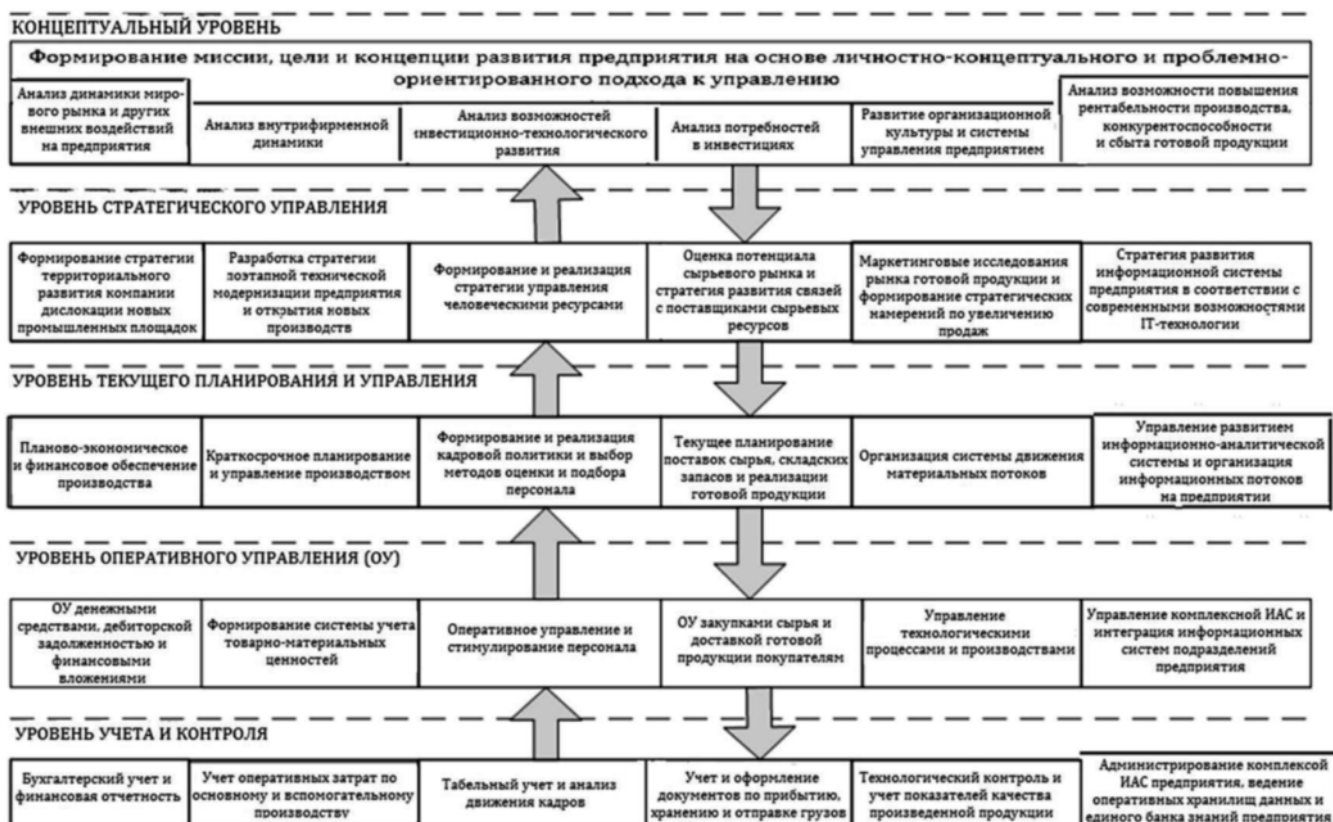 КОНЦЕПТУАЛЬНЫЙ УРОВЕНЬ
Формирование миссии, цели и концепции развития предприятия на основе личностно-концептуального и проблемно-
ориентированного подхода к управлению
Анализ динамики миро-
вого рынка и других
внешних воздействий
на предприятия
Анализ внутрифирменной
динамики
Анализ возможностей
инвестиционно-технологического
развития
Анализ потребностей
в инвестициях
Развитие организационной
культуры и системы
управления предприятием
Анализ возможности повышения
рентабельности производства,
конкурентоспособности
и сбыта готовой продукции
УРОВЕНЬ СТРАТЕГИЧЕСКОГО УПРАВЛЕНИЯ
Формирование стратегии
территориального
развития компании
дислокации новых
промышленных площадок
Разработка стратегии
лоэтапной технической
модернизации предприятия
и открытия новых
производств
Формирование и реализация
стратегии управления
человеческими ресурсами
Оценка потенциала
сырьевого рынка и
стратегия развития связей
с поставщиками сырьевых
ресурсов
Маркетинговые исследования
рынка готовой продукции и
формирование стратегических
намерений по увеличению
продаж
Стратегия развития
информационной системы
предприятия в соответствии с
современными возможностями
IT-технологии
УРОВЕНЬ ТЕКУЩЕГО ПЛАНИРОВАНИЯ И УПРАВЛЕНИЯ
Планово-экономическое
и финансовое обеспечение
производства
Краткосрочное планирование
и управление производством
Формирование и реализация
кадровой политики и выбор
методов оценки и подбора
персонала
Текущее планирование
поставок сырья, складских
запасов и реализации
готовой продукции
Организация системы движения
материальных потоков
Управление развитием
информационно-аналитической
системы и организация
информационных потоков
на предприятии
УРОВЕНЬ ОПЕРАТИВНОГО УПРАВЛЕНИЯ (ОУ)
ОУ денежными
средствами, дебиторской
задолженностью и
финансовыми
вложениями
Формирование системы учета
товарно-материальных
ценностей
Оперативное управление и
стимулирование персонала
ОУ закупками сырья и
доставкой готовой
продукции покупателям
Управление
технологическими
процессами и производствами
Управление комплексной ИАС и
интеграция информационных
систем подразделений
предприятия
УРОВЕНЬ УЧЕТА И КОНТРОЛЯ
Бухгалтерский учет и
финансовая отчетность
Учет оперативных затрат по
основному и вспомогательному
производству
Табельный учет и анализ
движения кадров
Учет и оформление
документов по прибытию,
хранению и отправке грузов
Технологический контроль и
учет показателей качества
произведенной продукции
Администрирование комплексой
ИАС предприятия, ведение
оперативных хранилищ данных и
единого банка знаний предприятия